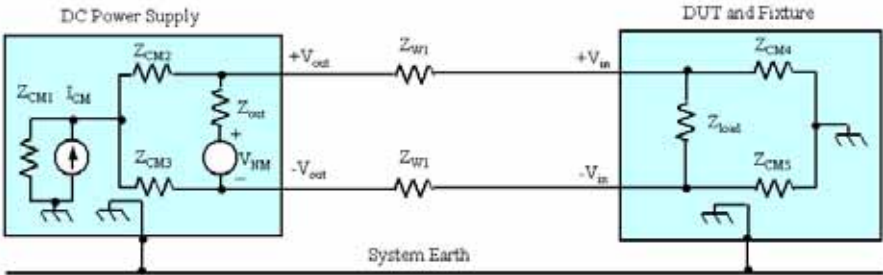 DC Power Supply
DUT and Fixture
Z_CM2
+V_out
Z_W1
+V_in
Z_CM4
Z_CM1
I_CM
Z_out
+
Z_load
V_NM
Z_CM3
−
-V_out
Z_W1
-V_in
Z_CM5
System Earth